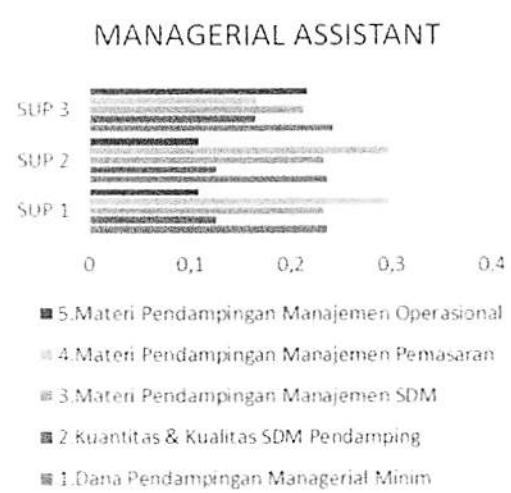 MANAGERIAL ASSISTANT
SUP 3
SUP 2
SUP 1
0 0,1 0,2 0,3 0,4
5.Materi Pendampingan Manajemen Operasional
4.Materi Pendampingan Manajemen Pemasaran
3.Materi Pendampingan Manajemen SDM
2.Kuantitas & Kualitas SDM Pendamping
1.Dana Pendampingan Managerial Minim